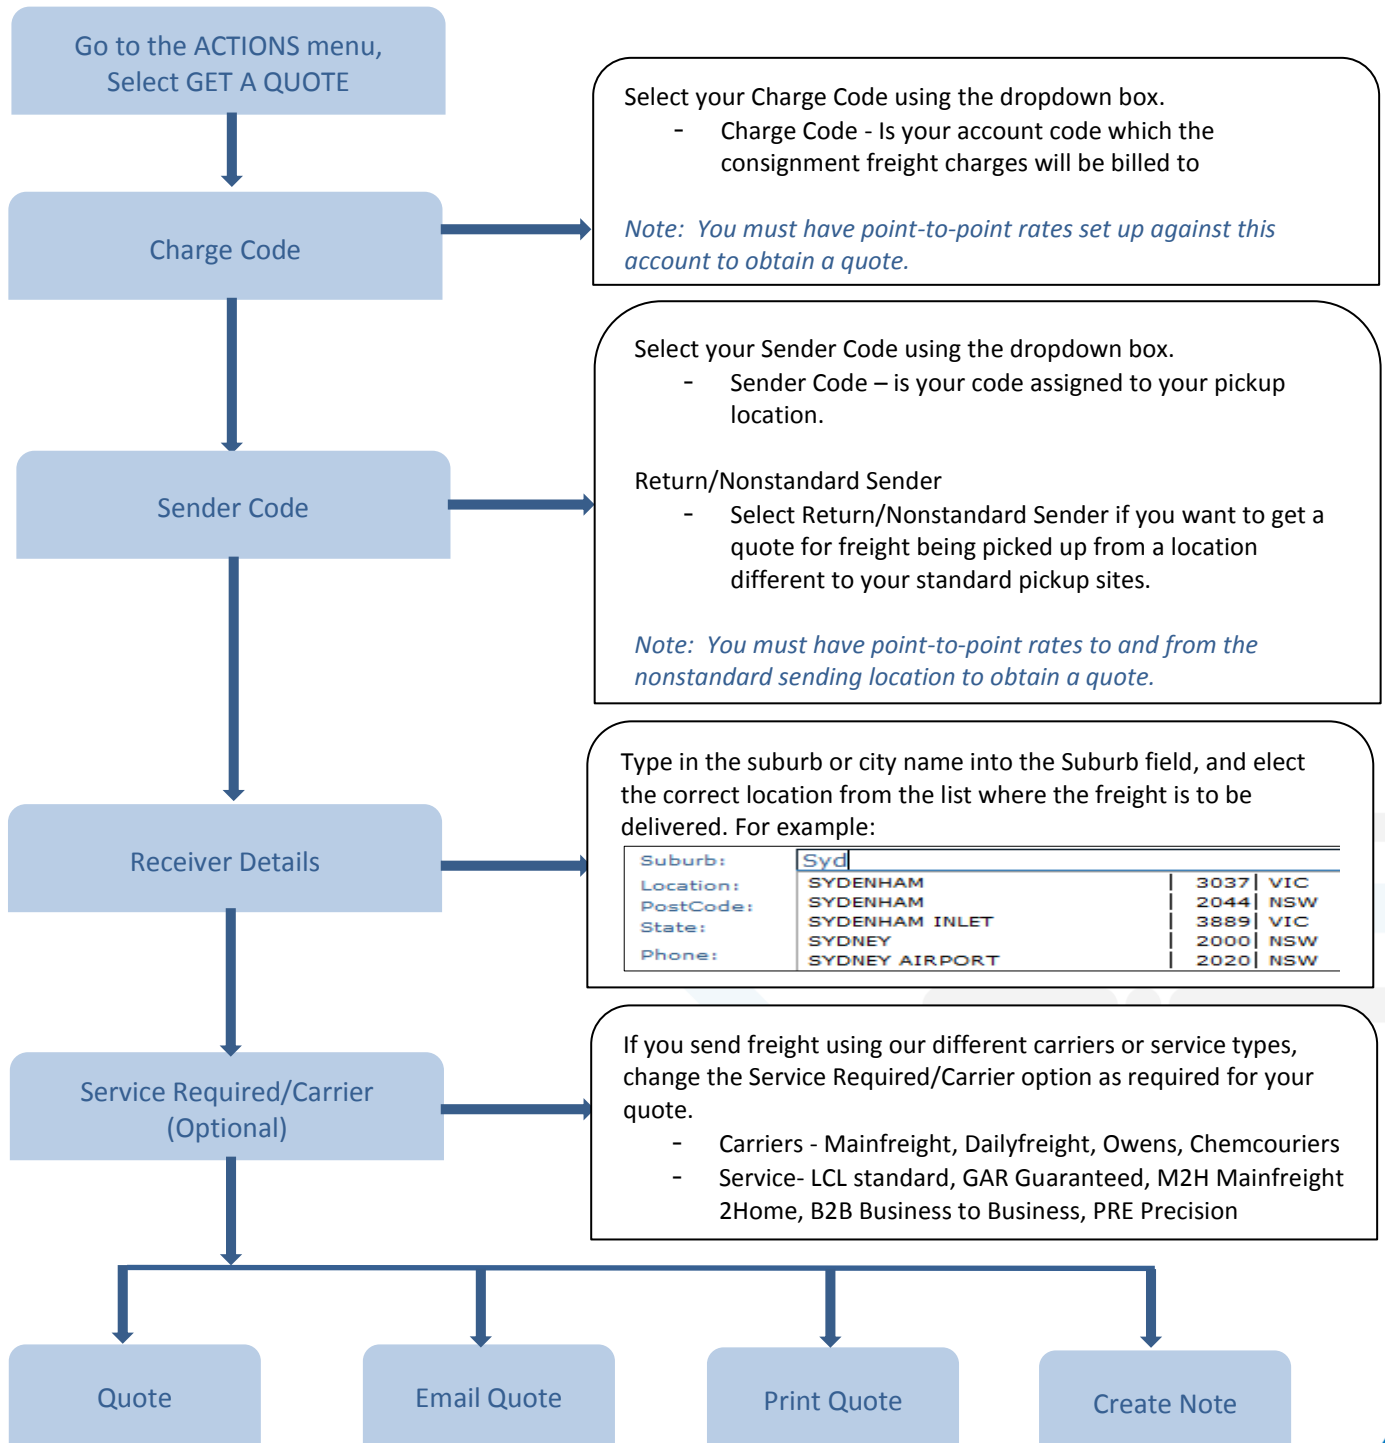 Go to the ACTIONS menu,
Select GET A QUOTE
Select your Charge Code using the dropdown box.
- Charge Code - Is your account code which the
consignment freight charges will be billed to
Note: You must have point-to-point rates set up against this
account to obtain a quote.
Charge Code
Select your Sender Code using the dropdown box.
- Sender Code – is your code assigned to your pickup
location.
Return/Nonstandard Sender
- Select Return/Nonstandard Sender if you want to get a
quote for freight being picked up from a location
different to your standard pickup sites.
Note: You must have point-to-point rates to and from the
nonstandard sending location to obtain a quote.
Sender Code
Type in the suburb or city name into the Suburb field, and elect
the correct location from the list where the freight is to be
delivered. For example:
Suburb: Syd
Location: SYDENHAM | 3037| VIC
PostCode: SYDENHAM | 2044| NSW
State: SYDENHAM INLET | 3889| VIC
SYDNEY | 2000| NSW
Phone: SYDNEY AIRPORT | 2020| NSW
Receiver Details
If you send freight using our different carriers or service types,
change the Service Required/Carrier option as required for your
quote.
- Carriers - Mainfreight, Dailyfreight, Owens, Chemcouriers
- Service- LCL standard, GAR Guaranteed, M2H Mainfreight
2Home, B2B Business to Business, PRE Precision
Service Required/Carrier
(Optional)
Quote
Email Quote
Print Quote
Create Note